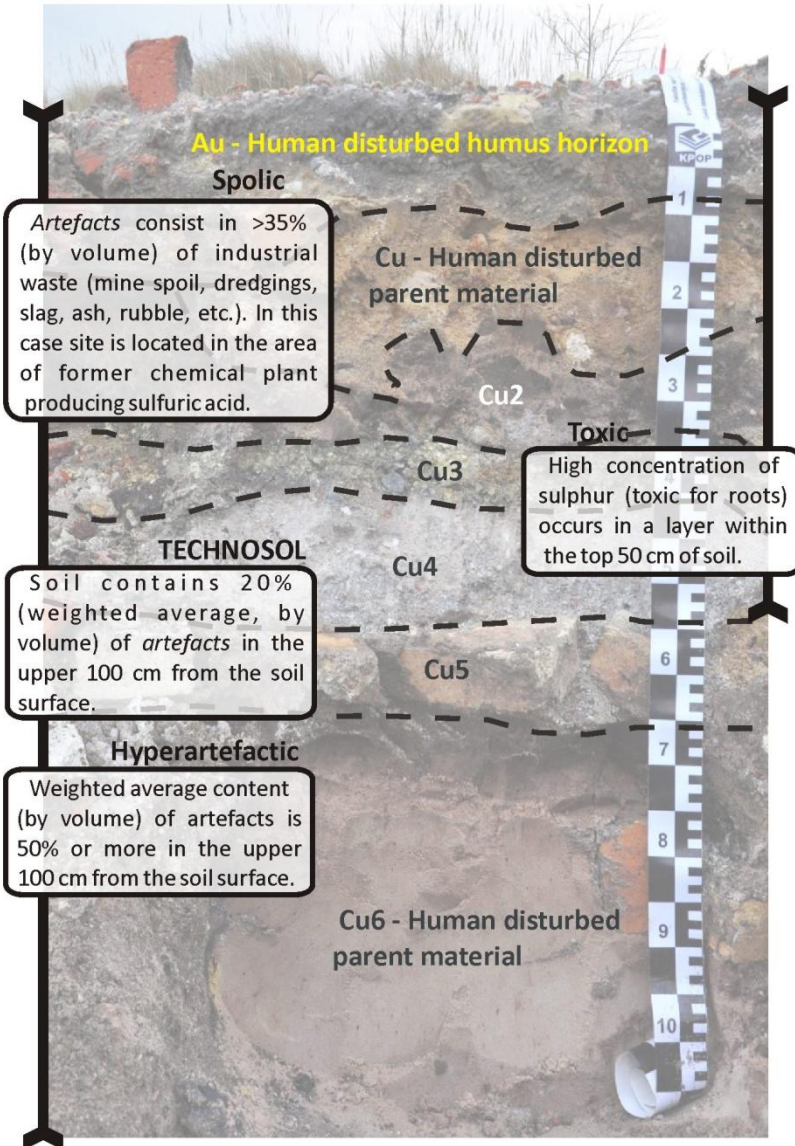 Au - Human disturbed humus horizon
KPOP
Spolic
Artefacts consist in >35%
(by volume) of industrial
waste (mine spoil, dredgings,
slag, ash, rubble, etc.). In this
case site is located in the area
of former chemical plant
producing sulfuric acid.
1
Cu - Human disturbed
parent material
2
3
Cu2
Toxic
High concentration of
sulphur (toxic for roots)
occurs in a layer within
the top 50 cm of soil.
Cu3
TECHNOSOL
Soil contains 20%
(weighted average, by
volume) of artefacts in the
upper 100 cm from the soil
surface.
Cu4
Cu5
6
7
Hyperartefactic
Weighted average content
(by volume) of artefacts is
50% or more in the upper
100 cm from the soil surface.
8
Cu6 - Human disturbed
parent material
9
10